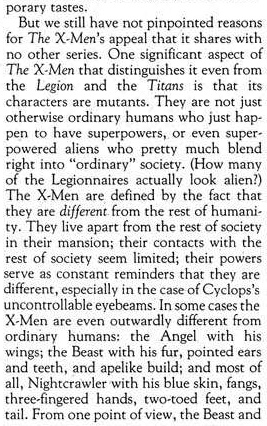 porary tastes.
But we still have not pinpointed reasons
for The X-Men's appeal that it shares with
no other series. One significant aspect of
The X-Men that distinguishes it even from
the Legion and the Titans is that its
characters are mutants. They are not just
otherwise ordinary humans who just hap-
pen to have superpowers, or even super-
powered aliens who pretty much blend
right into "ordinary" society. (How many
of the Legionnaires actually look alien?)
The X-Men are defined by the fact that
they are different from the rest of humani-
ty. They live apart from the rest of society
in their mansion; their contacts with the
rest of society seem limited; their powers
serve as constant reminders that they are
different, especially in the case of Cyclops's
uncontrollable eyebeams. In some cases the
X-Men are even outwardly different from
ordinary humans: the Angel with his
wings; the Beast with his fur, pointed ears
and teeth, and apelike build; and most of
all, Nightcrawler with his blue skin, fangs,
three-fingered hands, two-toed feet, and
tail. From one point of view, the Beast and